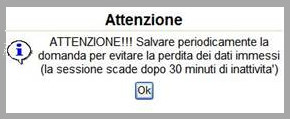 Attenzione
ATTENZIONE!!! Salvare periodicamente la
domanda per evitare la perdita dei dati immessi
(la sessione scade dopo 30 minuti di inattivita')
Ok